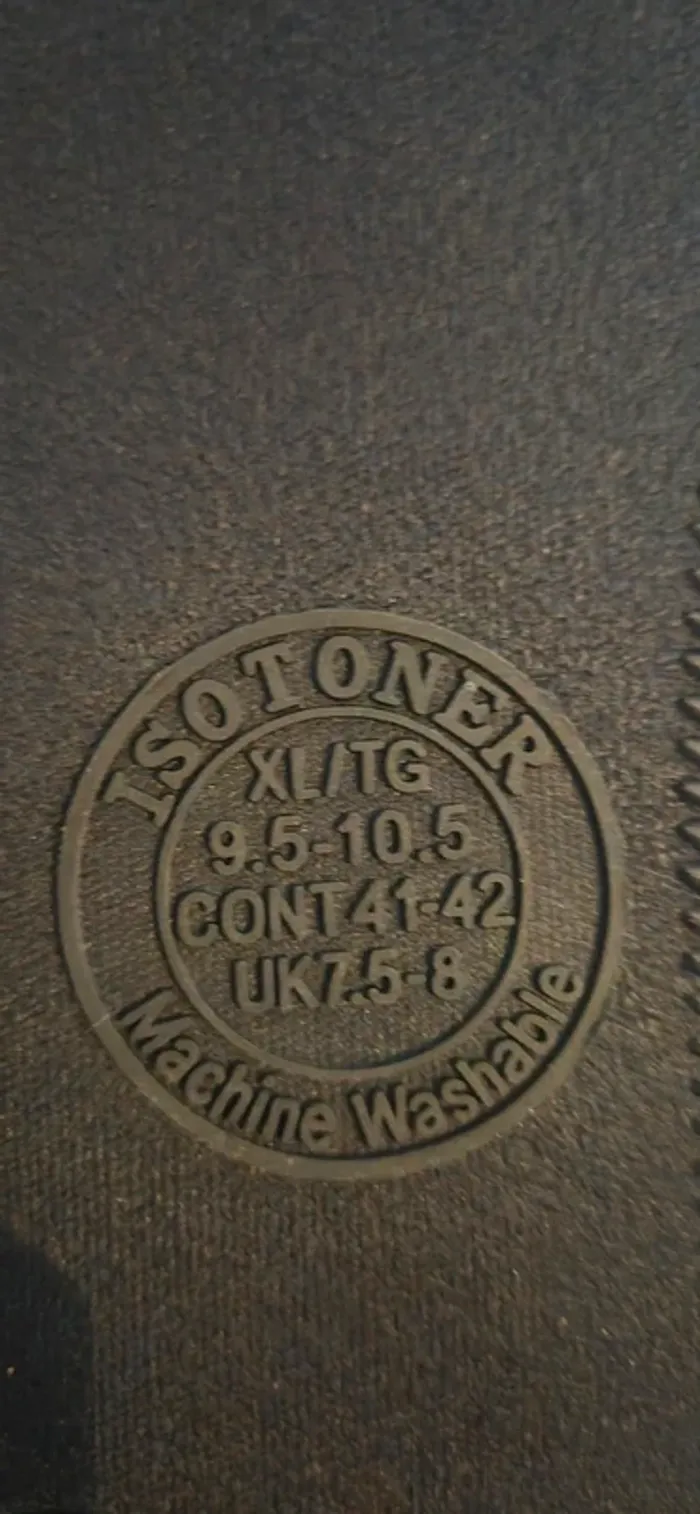 ISOTONER
XL/TG
9.5-10.5
CONT41-42
UK7.5-8
Machine Washable